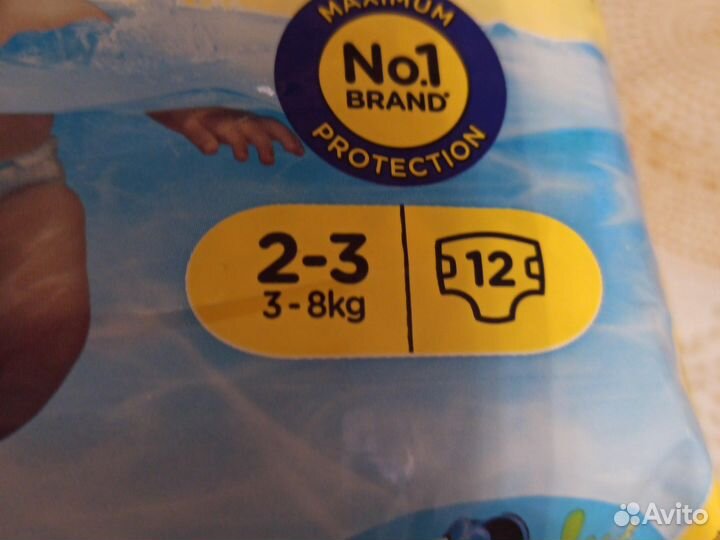 MAXIMUM
No.1
BRAND*
PROTECTION
2-3
3-8kg
12
Avito